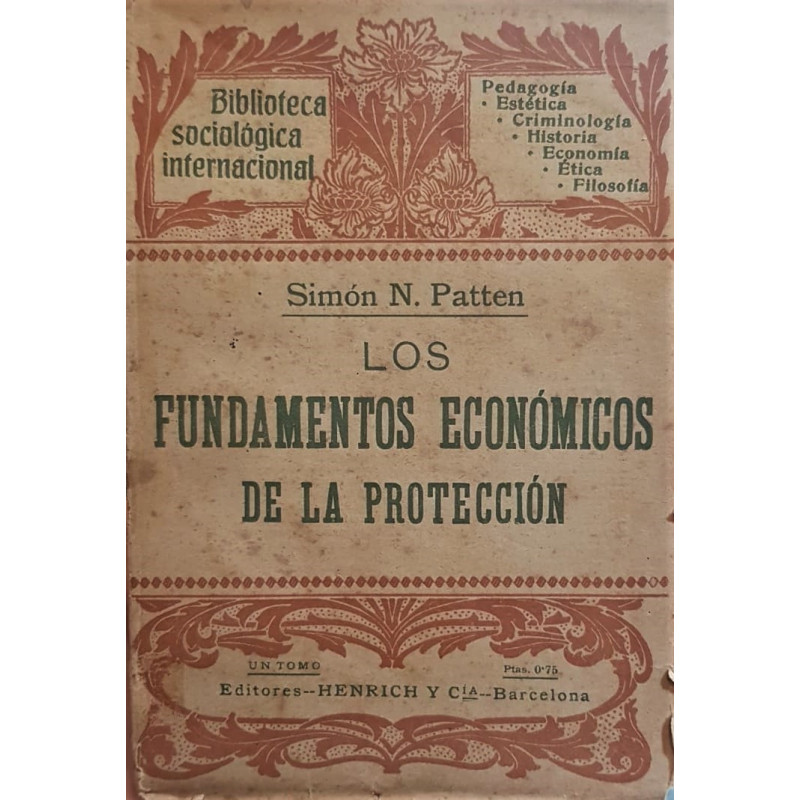 Biblioteca
sociológica
internacional
Pedagogía
• Estética
• Criminología
• Historia
• Economía
• Ética
• Filosofía
Simón N. Patten
LOS
FUNDAMENTOS ECONÓMICOS
DE LA PROTECCIÓN
UN TOMO
Ptas. 0'75
Editores--HENRICH Y Cíᴬ--Barcelona